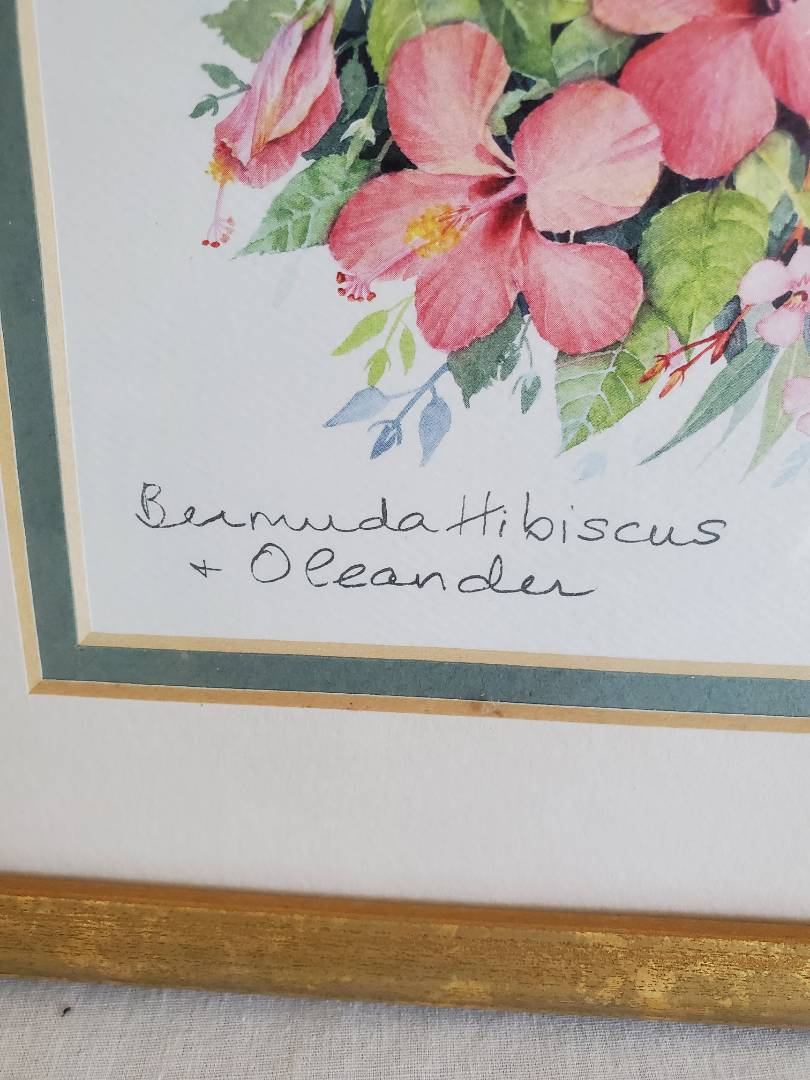 Bermuda Hibiscus
+ Oleander